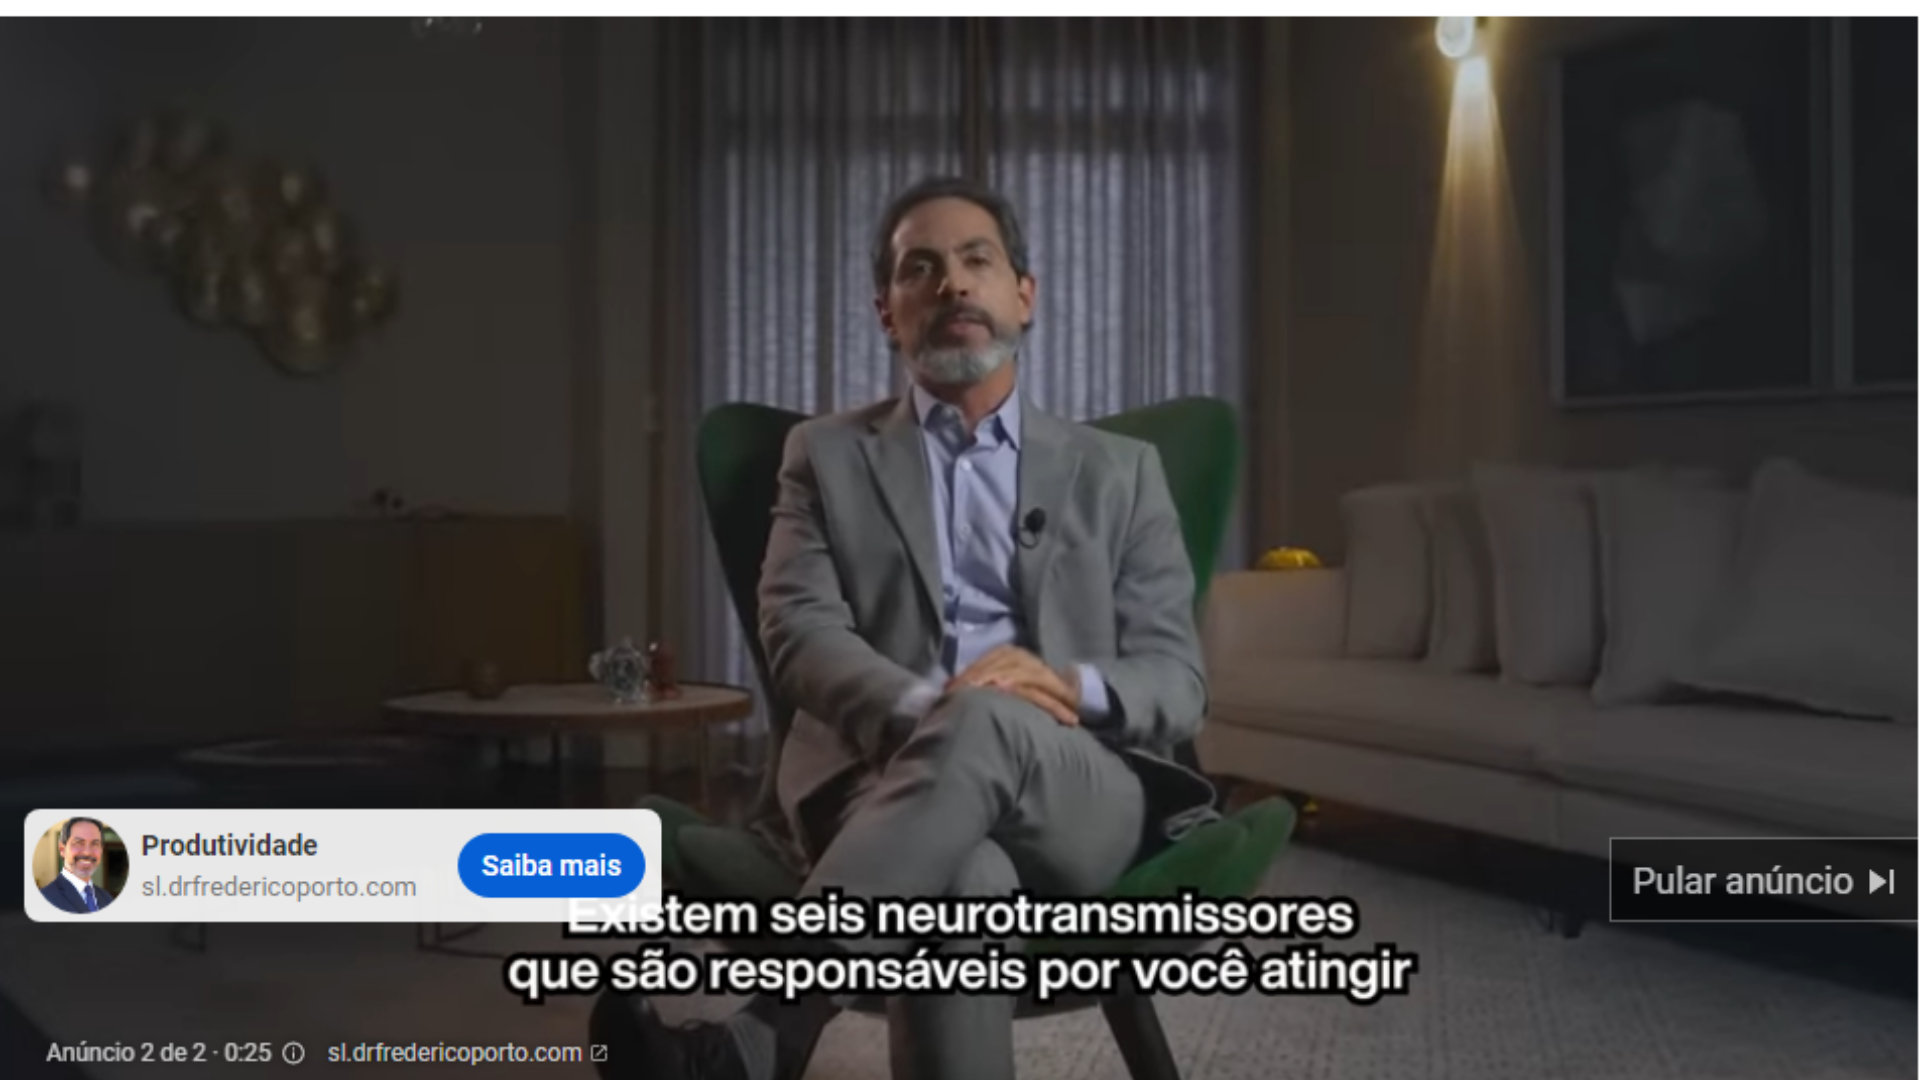 Produtividade
sl.drfredericoporto.com
Saiba mais
Pular anúncio
Existem seis neurotransmissores
que são responsáveis por você atingir
Anúncio 2 de 2 · 0:25
sl.drfredericoporto.com